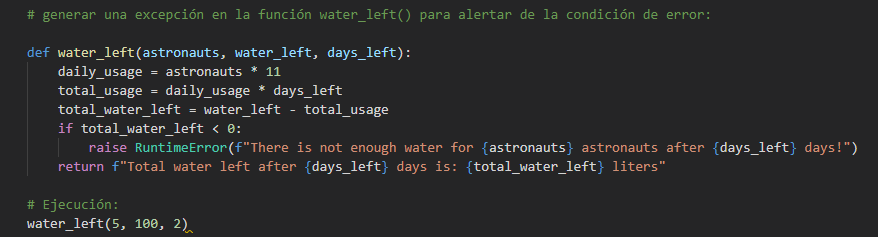 # generar una excepción en la función water_left() para alertar de la condición de error:
def water_left(astronauts, water_left, days_left):
    daily_usage = astronauts * 11
    total_usage = daily_usage * days_left
    total_water_left = water_left - total_usage
    if total_water_left < 0:
        raise RuntimeError(f"There is not enough water for {astronauts} astronauts after {days_left} days!")
    return f"Total water left after {days_left} days is: {total_water_left} liters"
# Ejecución:
water_left(5, 100, 2)